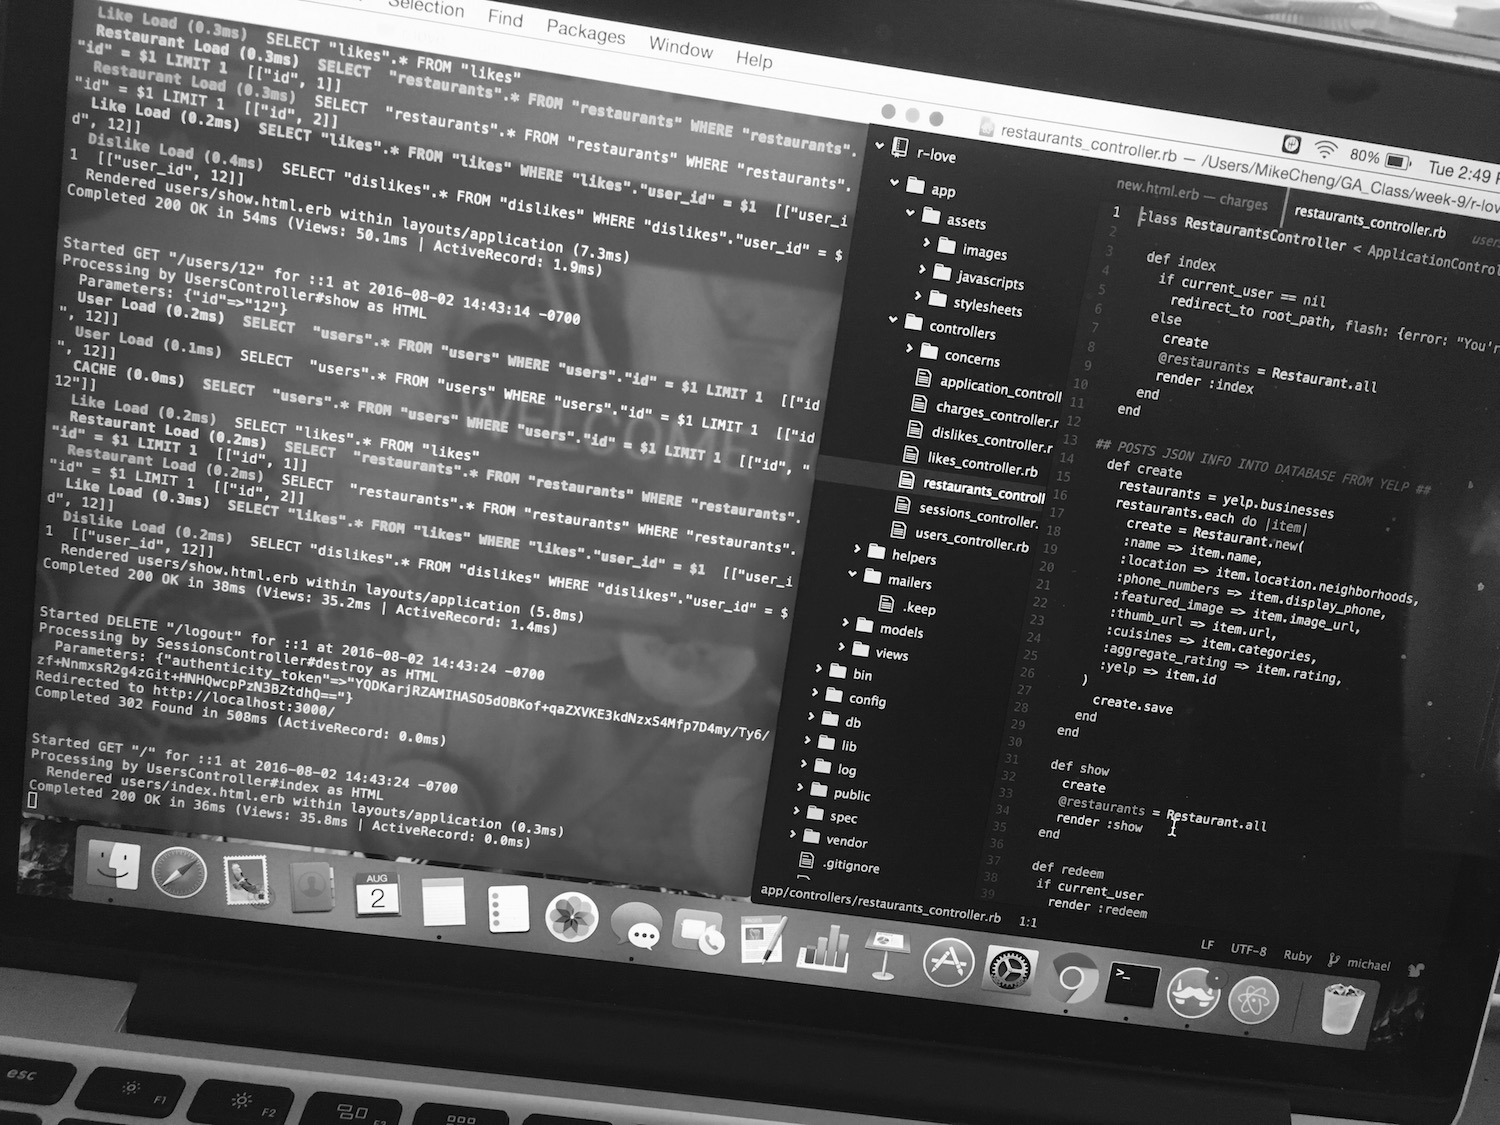 Selection Find Packages Window Help
80% Tue 2:49
Like Load (0.3ms) SELECT "likes".* FROM "likes"
Restaurant Load (0.3ms) SELECT "restaurants".* FROM "restaurants" WHERE "restaurants".
"id" = $1 LIMIT 1 [["id", 1]]
Restaurant Load (0.3ms) SELECT "restaurants".* FROM "restaurants" WHERE "restaurants".
"id" = $1 LIMIT 1 [["id", 2]]
Like Load (0.2ms) SELECT "likes".* FROM "likes" WHERE "likes"."user_id" = $1 [["user_i
d", 12]]
Dislike Load (0.4ms) SELECT "dislikes".* FROM "dislikes" WHERE "dislikes"."user_id" = $
1 [["user_id", 12]]
Rendered users/show.html.erb within layouts/application (7.3ms)
Completed 200 OK in 54ms (Views: 50.1ms | ActiveRecord: 1.9ms)
Started GET "/users/12" for ::1 at 2016-08-02 14:43:14 -0700
Processing by UsersController#show as HTML
Parameters: {"id"=>"12"}
User Load (0.2ms) SELECT "users".* FROM "users" WHERE "users"."id" = $1 LIMIT 1 [["id
", 12]]
User Load (0.1ms) SELECT "users".* FROM "users" WHERE "users"."id" = $1 LIMIT 1 [["id
", 12]]
CACHE (0.0ms) SELECT "users".* FROM "users" WHERE "users"."id" = $1 LIMIT 1 [["id", "
12"]]
Like Load (0.2ms) SELECT "likes".* FROM "likes"
Restaurant Load (0.2ms) SELECT "restaurants".* FROM "restaurants" WHERE "restaurants".
"id" = $1 LIMIT 1 [["id", 1]]
Restaurant Load (0.2ms) SELECT "restaurants".* FROM "restaurants" WHERE "restaurants".
"id" = $1 LIMIT 1 [["id", 2]]
Like Load (0.3ms) SELECT "likes".* FROM "likes" WHERE "likes"."user_id" = $1 [["user_i
d", 12]]
Dislike Load (0.2ms) SELECT "dislikes".* FROM "dislikes" WHERE "dislikes"."user_id" = $
1 [["user_id", 12]]
Rendered users/show.html.erb within layouts/application (5.8ms)
Completed 200 OK in 38ms (Views: 35.2ms | ActiveRecord: 1.4ms)
Started DELETE "/logout" for ::1 at 2016-08-02 14:43:24 -0700
Processing by SessionsController#destroy as HTML
Parameters: {"authenticity_token"=>"YQDKarjRZAMIHASO5dOBKof+qaZXVKE3kdNzxS4Mfp7D4my/Ty6/
zf+NnmxsR2g4zGit+HNHQwcpPzN3BZtdhQ=="}
Redirected to http://localhost:3000/
Completed 302 Found in 508ms (ActiveRecord: 0.0ms)
Started GET "/" for ::1 at 2016-08-02 14:43:24 -0700
Processing by UsersController#index as HTML
Rendered users/index.html.erb within layouts/application (0.3ms)
Completed 200 OK in 36ms (Views: 35.8ms | ActiveRecord: 0.0ms)
WELCOME
restaurants_controller.rb — /Users/MikeCheng/GA_Class/week-9/r-lov
r-love
app
assets
images
javascripts
stylesheets
controllers
concerns
application_contro
charges_controller
dislikes_controller.r
likes_controller.rb
restaurants_controll
sessions_controller.
users_controller.rb
helpers
mailers
.keep
models
views
bin
config
db
lib
log
public
spec
vendor
.gitignore
new.html.erb — charges
restaurants_controller.rb
users
1 class RestaurantsController < ApplicationContro
2
3 def index
4 if current_user == nil
5 redirect_to root_path, flash: {error: "You'r
6 else
7 create
8 @restaurants = Restaurant.all
9 render :index
10 end
11 end
12
13 ## POSTS JSON INFO INTO DATABASE FROM YELP ##
14 def create
15 restaurants = yelp.businesses
16 restaurants.each do |item|
17 create = Restaurant.new(
18 :name => item.name,
19 :location => item.location.neighborhoods,
20 :phone_numbers => item.display_phone,
21 :featured_image => item.image_url,
22 :thumb_url => item.url,
23 :cuisines => item.categories,
24 :aggregate_rating => item.rating,
25 :yelp => item.id
26 )
27 create.save
28 end
29 end
30
31 def show
32 create
33 @restaurants = Restaurant.all
34 render :show
35 end
36
37 def redeem
38 if current_user
39 render :redeem
app/controllers/restaurants_controller.rb 1:1
LF UTF-8 Ruby michael
AUG
2
PAGES
>_
esc
F1
F2